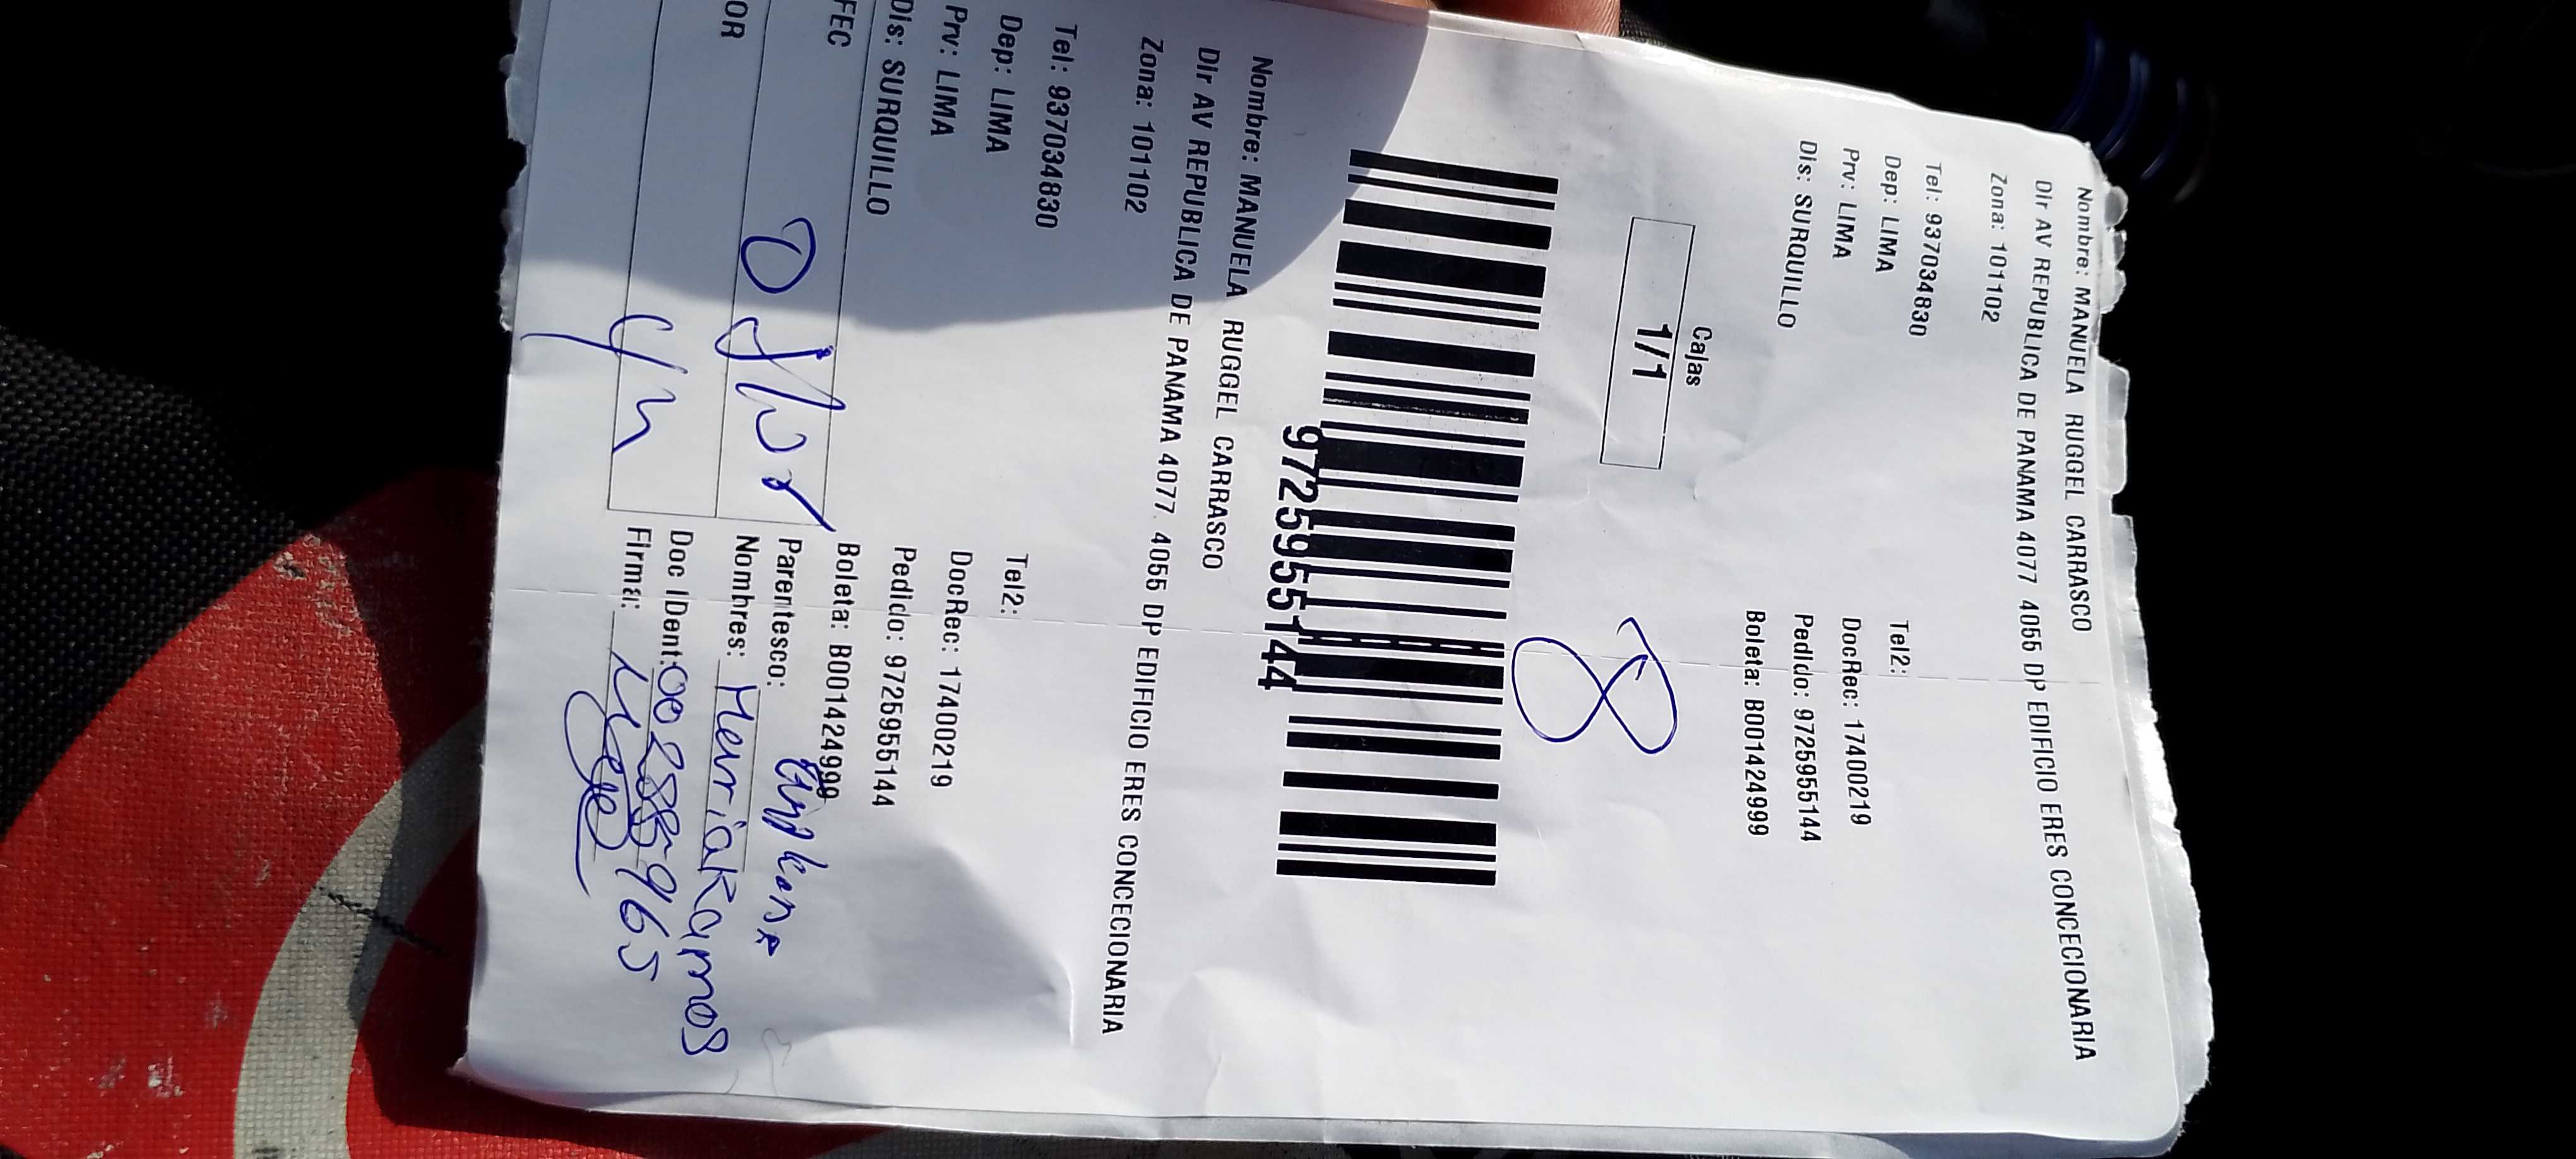 Nombre: MANUELA RUGGEL CARRASCO
Dir AV REPUBLICA DE PANAMA 4077 4055 DP EDIFICIO ERES CONCECIONARIA
Zona: 101102
Tel: 937034830 Tel2:
Dep: LIMA DocRec: 17400219
Prv: LIMA Pedido: 9725955144
Dis: SURQUILLO Boleta: B001424999
Cajas
1/1
8
9725955144
Nombre: MANUELA RUGGEL CARRASCO
Dir AV REPUBLICA DE PANAMA 4077 4055 DP EDIFICIO ERES CONCECIONARIA
Zona: 101102
Tel: 937034830 Tel2:
Dep: LIMA DocRec: 17400219
Prv: LIMA Pedido: 9725955144
Dis: SURQUILLO Boleta: B001424999
FEC Parentesco:
Nombres:
OR Doc IDent:
Firma: